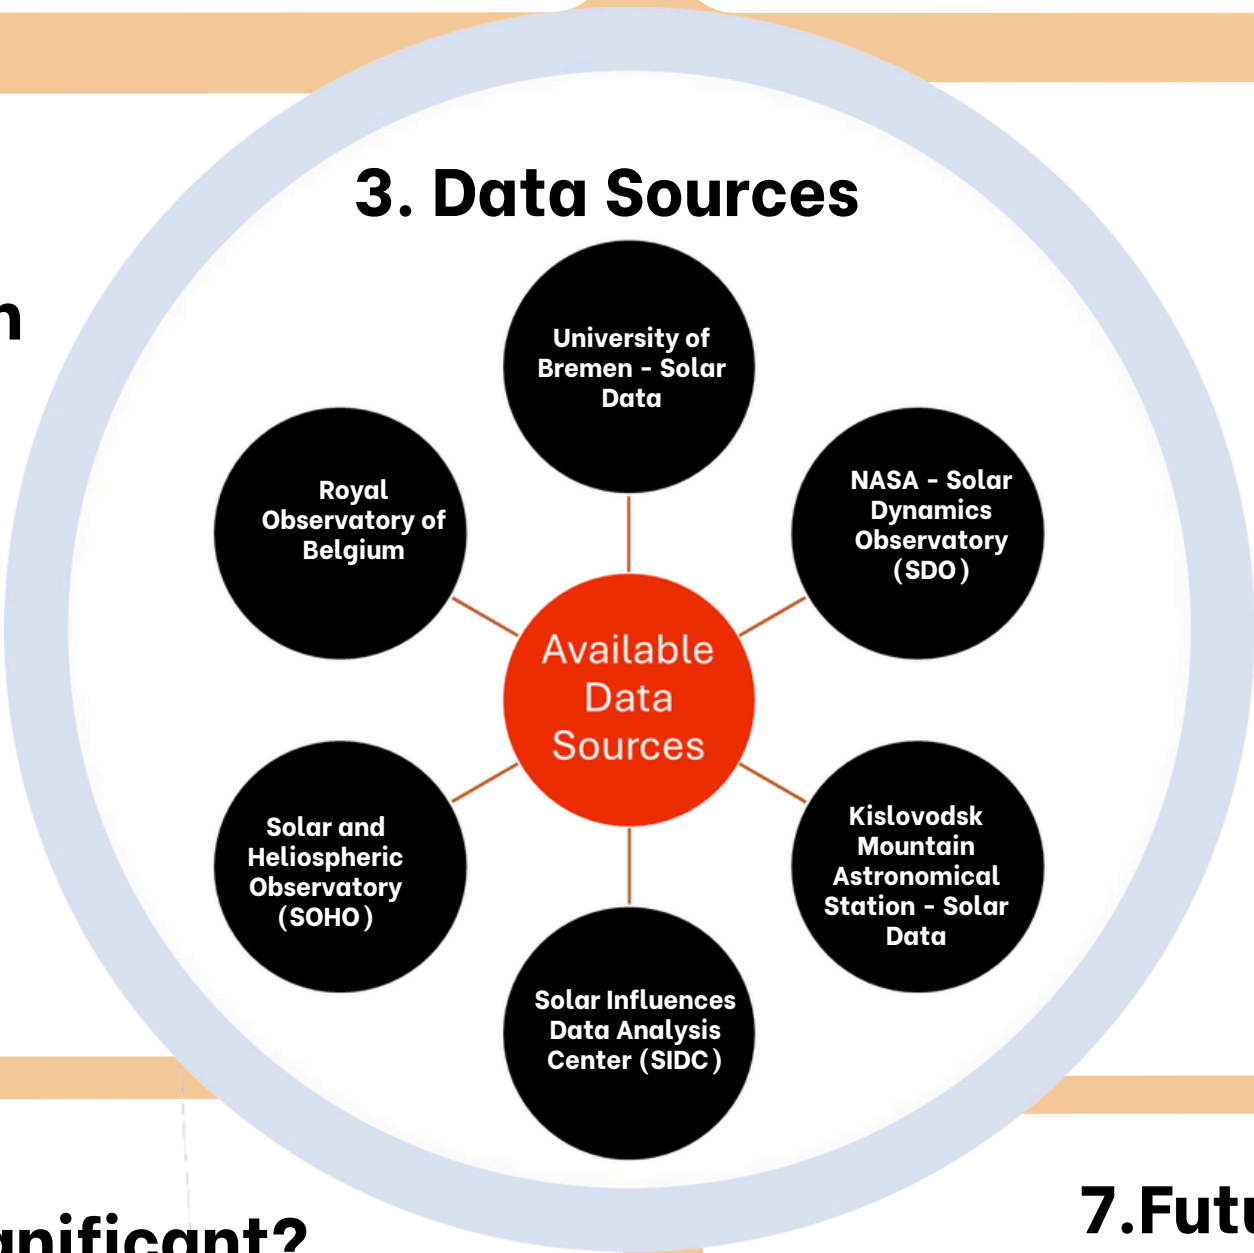 3. Data Sources
University of
Bremen - Solar
Data
Royal
Observatory of
Belgium
NASA - Solar
Dynamics
Observatory
(SDO)
Available
Data
Sources
Solar and
Heliospheric
Observatory
(SOHO)
Kislovodsk
Mountain
Astronomical
Station - Solar
Data
Solar Influences
Data Analysis
Center (SIDC)
7.